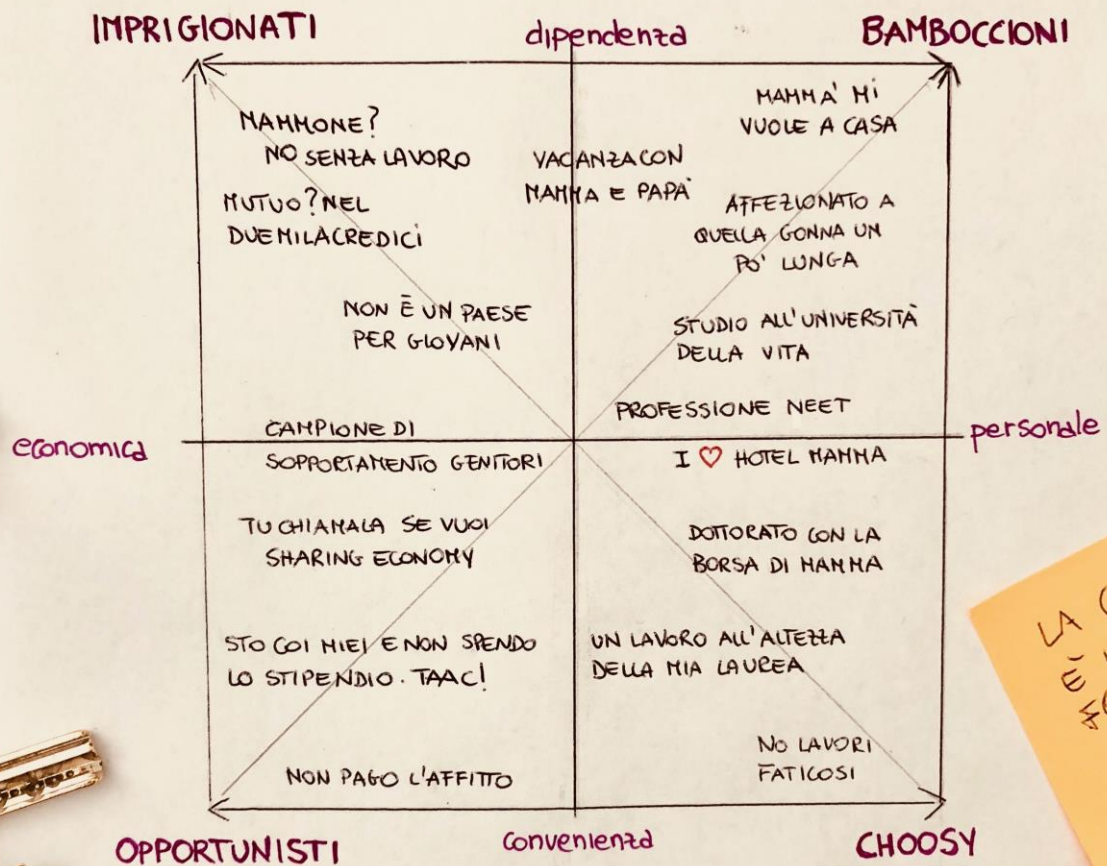 IMPRIGIONATI
dipendenza
BAMBOCCIONI
MAMMONE?
NO SENZA LAVORO
MUTUO? NEL
DUEMILACREDICI
NON È UN PAESE
PER GIOVANI
VACANZA CON
MAMMA E PAPÀ
MAMMA' MI
VUOLE A CASA
AFFEZIONATO A
QUELLA GONNA UN
PO' LUNGA
STUDIO ALL'UNIVERSITÀ
DELLA VITA
PROFESSIONE NEET
economica
personale
CAMPIONE DI
SOPPORTAMENTO GENITORI
TU CHIAMALA SE VUOI
SHARING ECONOMY
STO COI MIEI E NON SPENDO
LO STIPENDIO. TAAC!
NON PAGO L'AFFITTO
I ♡ HOTEL MAMMA
DOTTORATO CON LA
BORSA DI MAMMA
UN LAVORO ALL'ALTEZZA
DELLA MIA LAUREA
NO LAVORI
FATICOSI
OPPORTUNISTI
convenienza
CHOOSY
LA